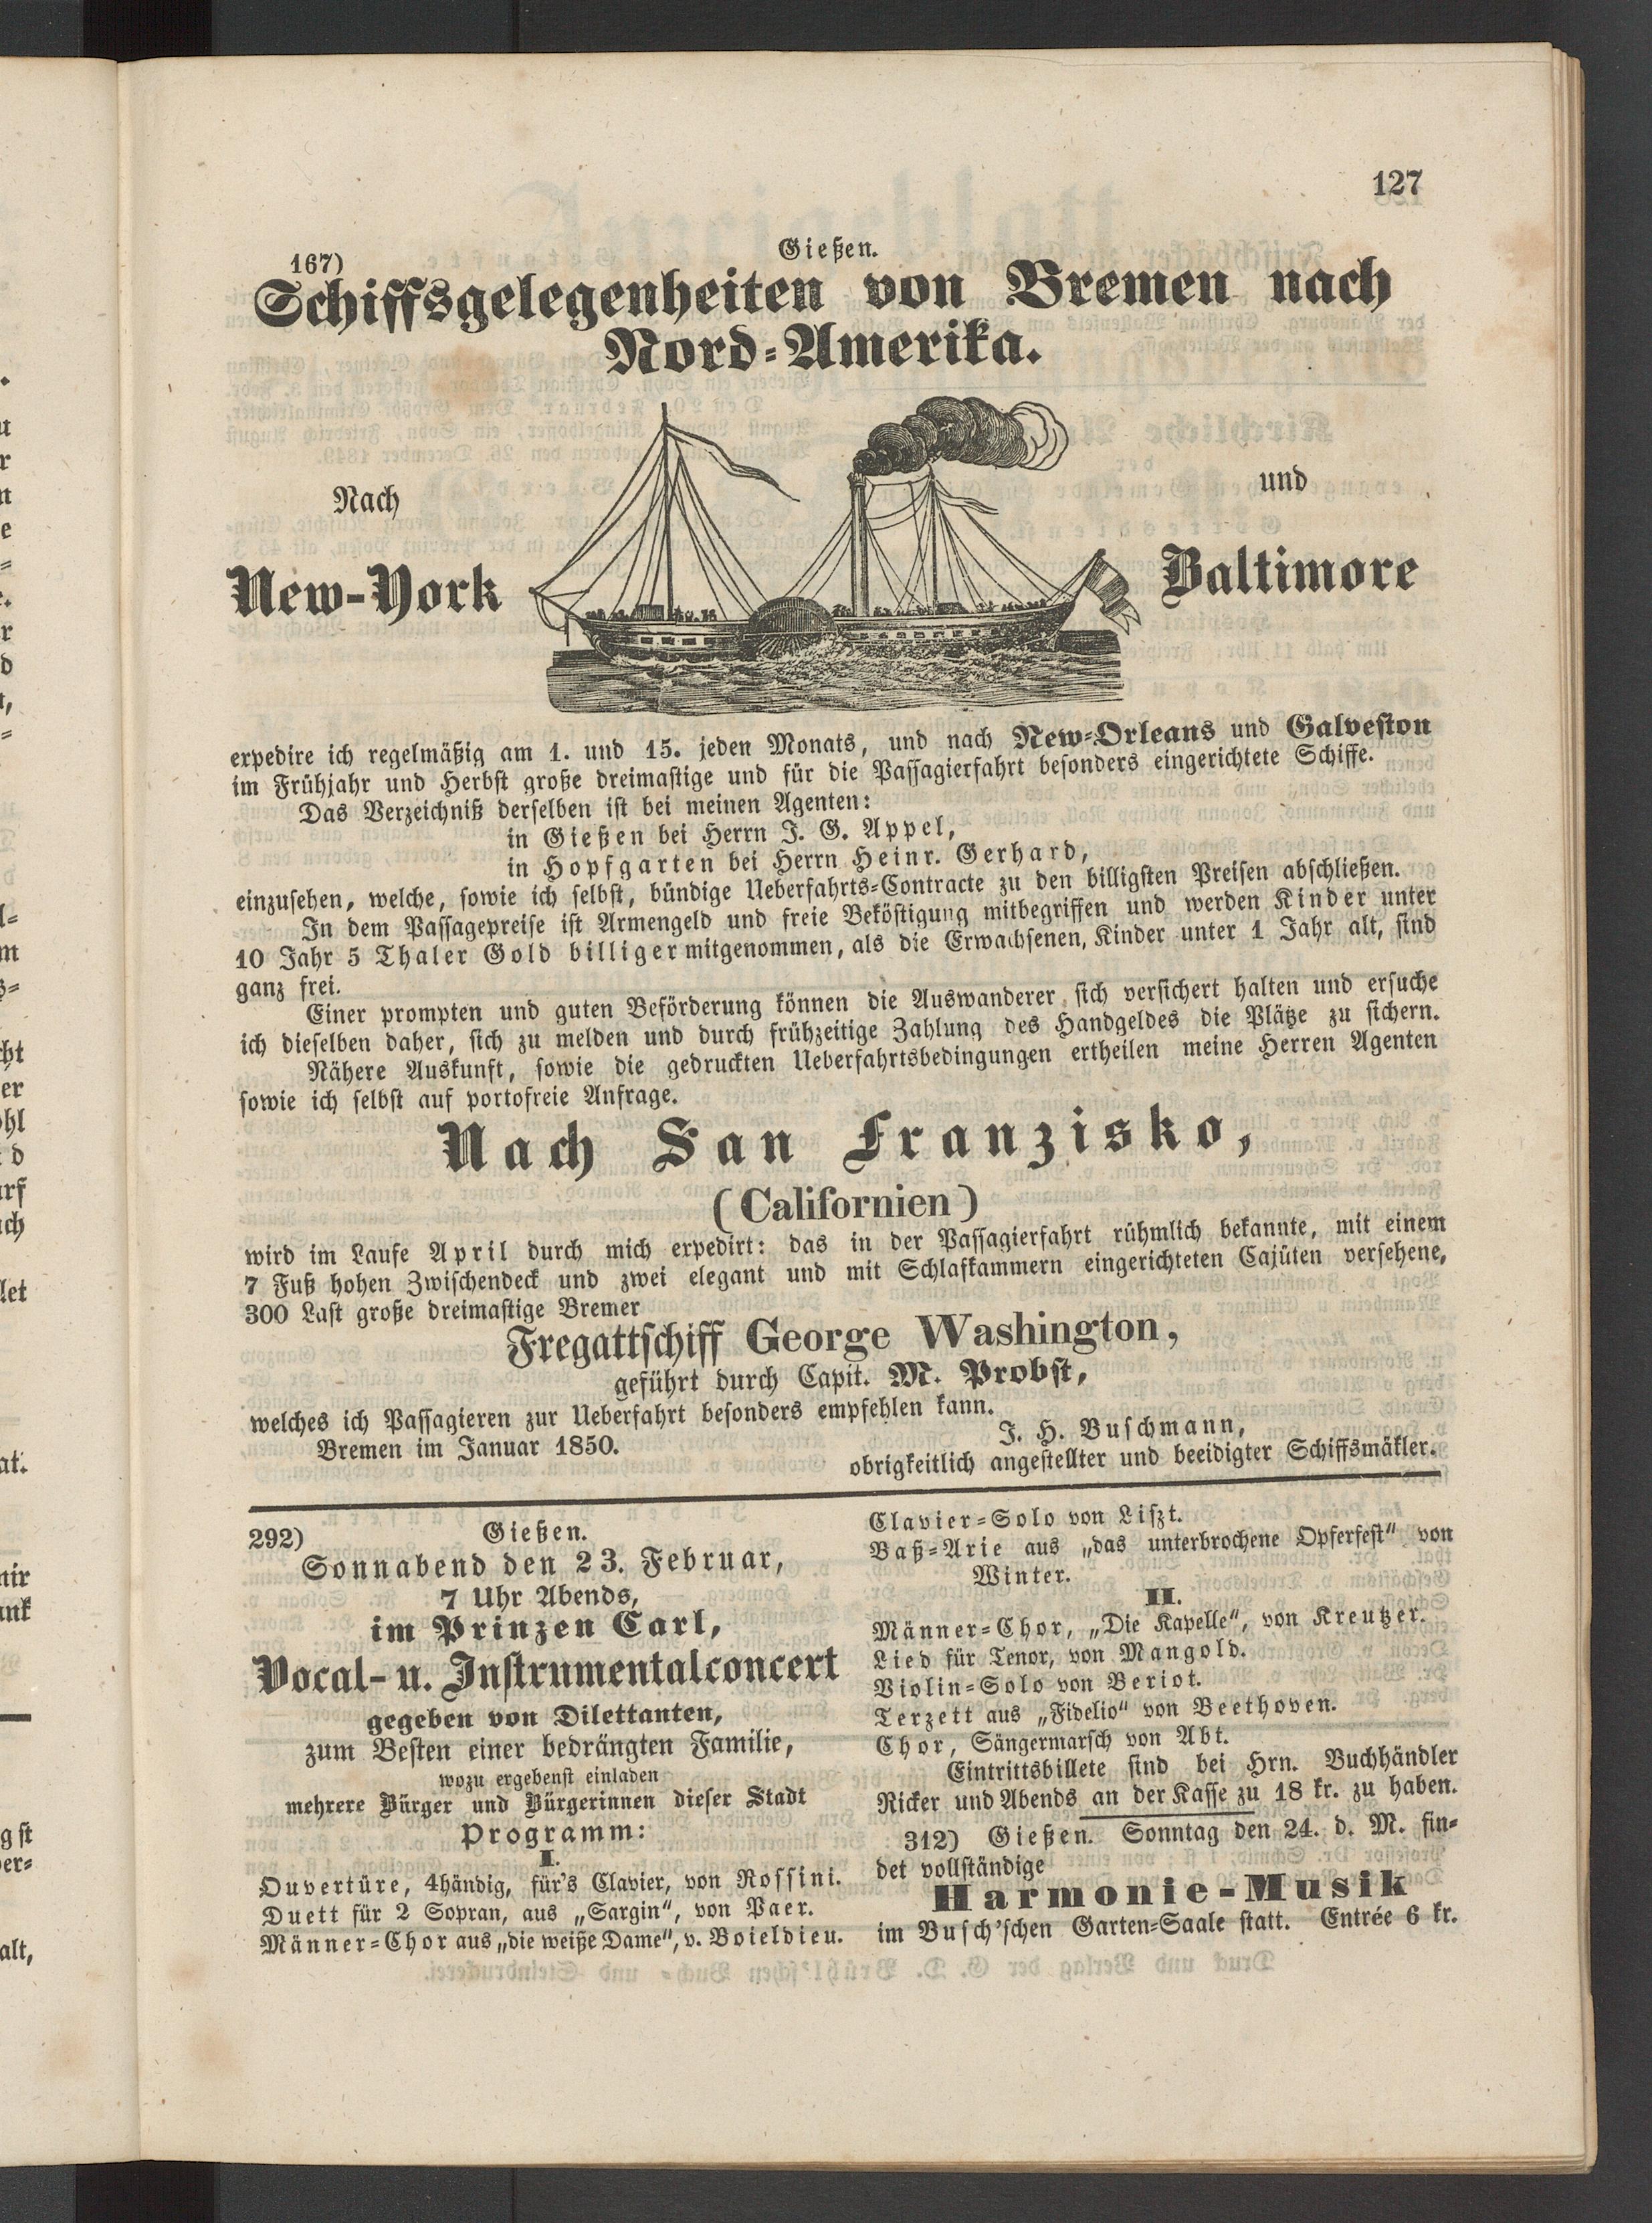 127
Gießen.
167)
Schiffsgelegenheiten von Bremen nach
Nord-Amerika.
Nach
und
New-York
Baltimore
expedire ich regelmäßig am 1. und 15. jeden Monats, und nach New-Orleans und Galveston
im Frühjahr und Herbst große dreimastige und für die Passagierfahrt besonders eingerichtete Schiffe.
Das Verzeichniß derselben ist bei meinen Agenten:
in Gießen bei Herrn J. G. Appel,
in Hopfgarten bei Herrn Heinr. Gerhard,
einzusehen, welche, sowie ich selbst, bündige Ueberfahrts-Contracte zu den billigsten Preisen abschließen.
In dem Passagepreise ist Armengeld und freie Beköstigung mitbegriffen und werden Kinder unter
10 Jahr 5 Thaler Gold billiger mitgenommen, als die Erwachsenen, Kinder unter 1 Jahr alt, sind
ganz frei.
Einer prompten und guten Beförderung können die Auswanderer sich versichert halten und ersuche
ich dieselben daher, sich zu melden und durch frühzeitige Zahlung des Handgeldes die Plätze zu sichern.
Nähere Auskunft, sowie die gedruckten Ueberfahrtsbedingungen ertheilen meine Herren Agenten
sowie ich selbst auf portofreie Anfrage.
Nach San Franzisko,
(Californien)
wird im Laufe April durch mich expedirt: das in der Passagierfahrt rühmlich bekannte, mit einem
7 Fuß hohen Zwischendeck und zwei elegant und mit Schlafkammern eingerichteten Cajüten versehene,
300 Last große dreimastige Bremer
Fregattschiff George Washington,
geführt durch Capit. M. Probst,
welches ich Passagieren zur Ueberfahrt besonders empfehlen kann.
Bremen im Januar 1850.
J. H. Buschmann,
obrigkeitlich angestellter und beeidigter Schiffsmäkler.
292) Gießen.
Sonnabend den 23. Februar,
7 Uhr Abends,
im Prinzen Carl,
Vocal- u. Instrumentalconcert
gegeben von Dilettanten,
zum Besten einer bedrängten Familie,
wozu ergebenst einladen
mehrere Bürger und Bürgerinnen dieser Stadt
Programm:
I.
Ouvertüre, 4händig, für's Clavier, von Rossini.
Duett für 2 Sopran, aus „Sargin“, von Paer.
Männer-Chor aus „die weiße Dame“, v. Boieldieu.
Clavier-Solo von Liszt.
Baß-Arie aus „das unterbrochene Opferfest“ von
Winter.
II.
Männer-Chor, „Die Kapelle“, von Kreutzer.
Lied für Tenor, von Mangold.
Violin-Solo von Beriot.
Terzett aus „Fidelio“ von Beethoven.
Chor, Sängermarsch von Abt.
Eintrittsbillete sind bei Hrn. Buchhändler
Ricker und Abends an der Kasse zu 18 kr. zu haben.
312) Gießen. Sonntag den 24. d. M. fin-
det vollständige
Harmonie-Musik
im Busch'schen Garten-Saale statt. Entrée 6 kr.